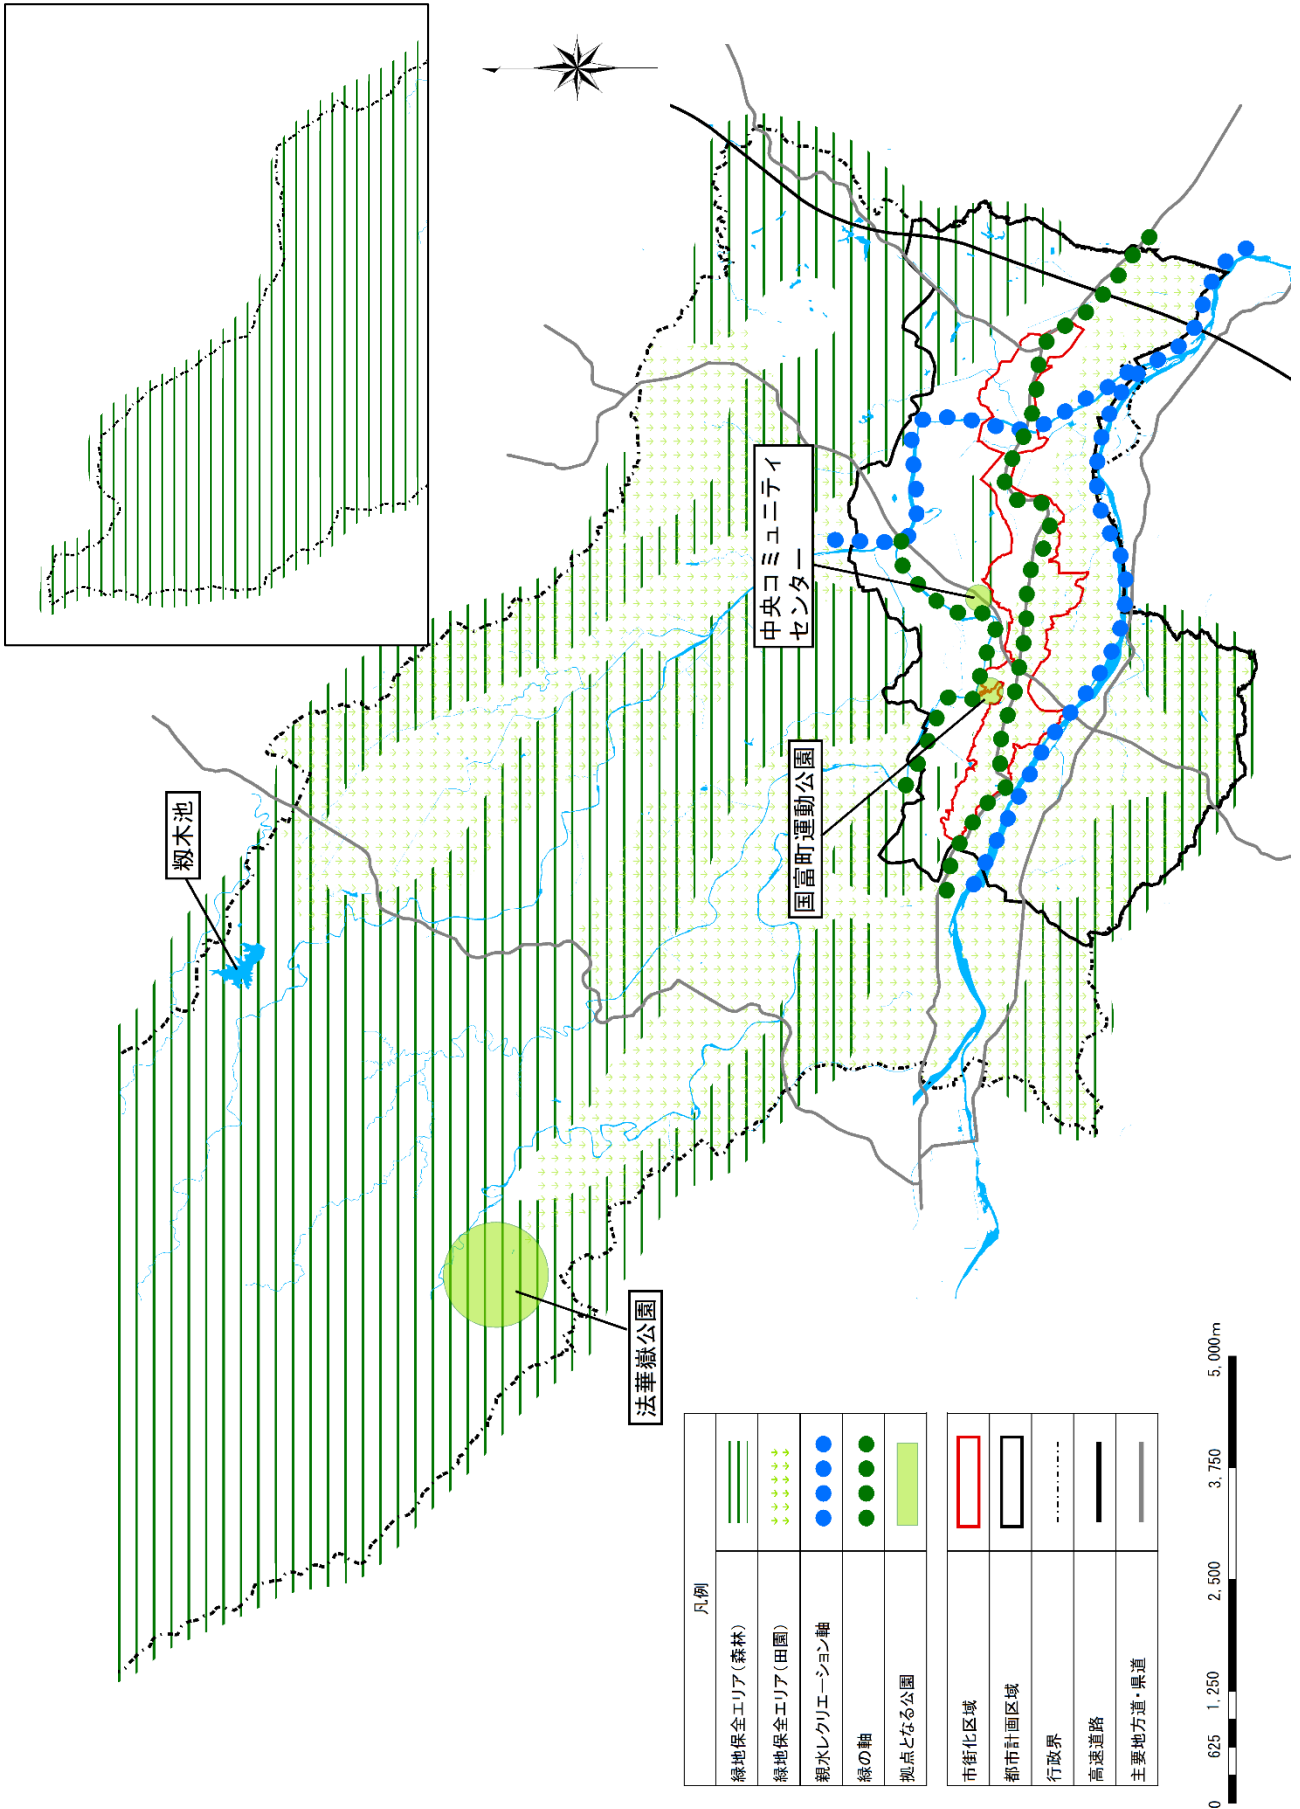 籾木池
中央コミュニティ
センター
国富町運動公園
法華嶽公園
凡例
緑地保全エリア(森林)
緑地保全エリア(田園)
親水レクリエーション軸
緑の軸
拠点となる公園
市街化区域
都市計画区域
行政界
高速道路
主要地方道・県道
0 625 1,250 2,500 3,750 5,000m